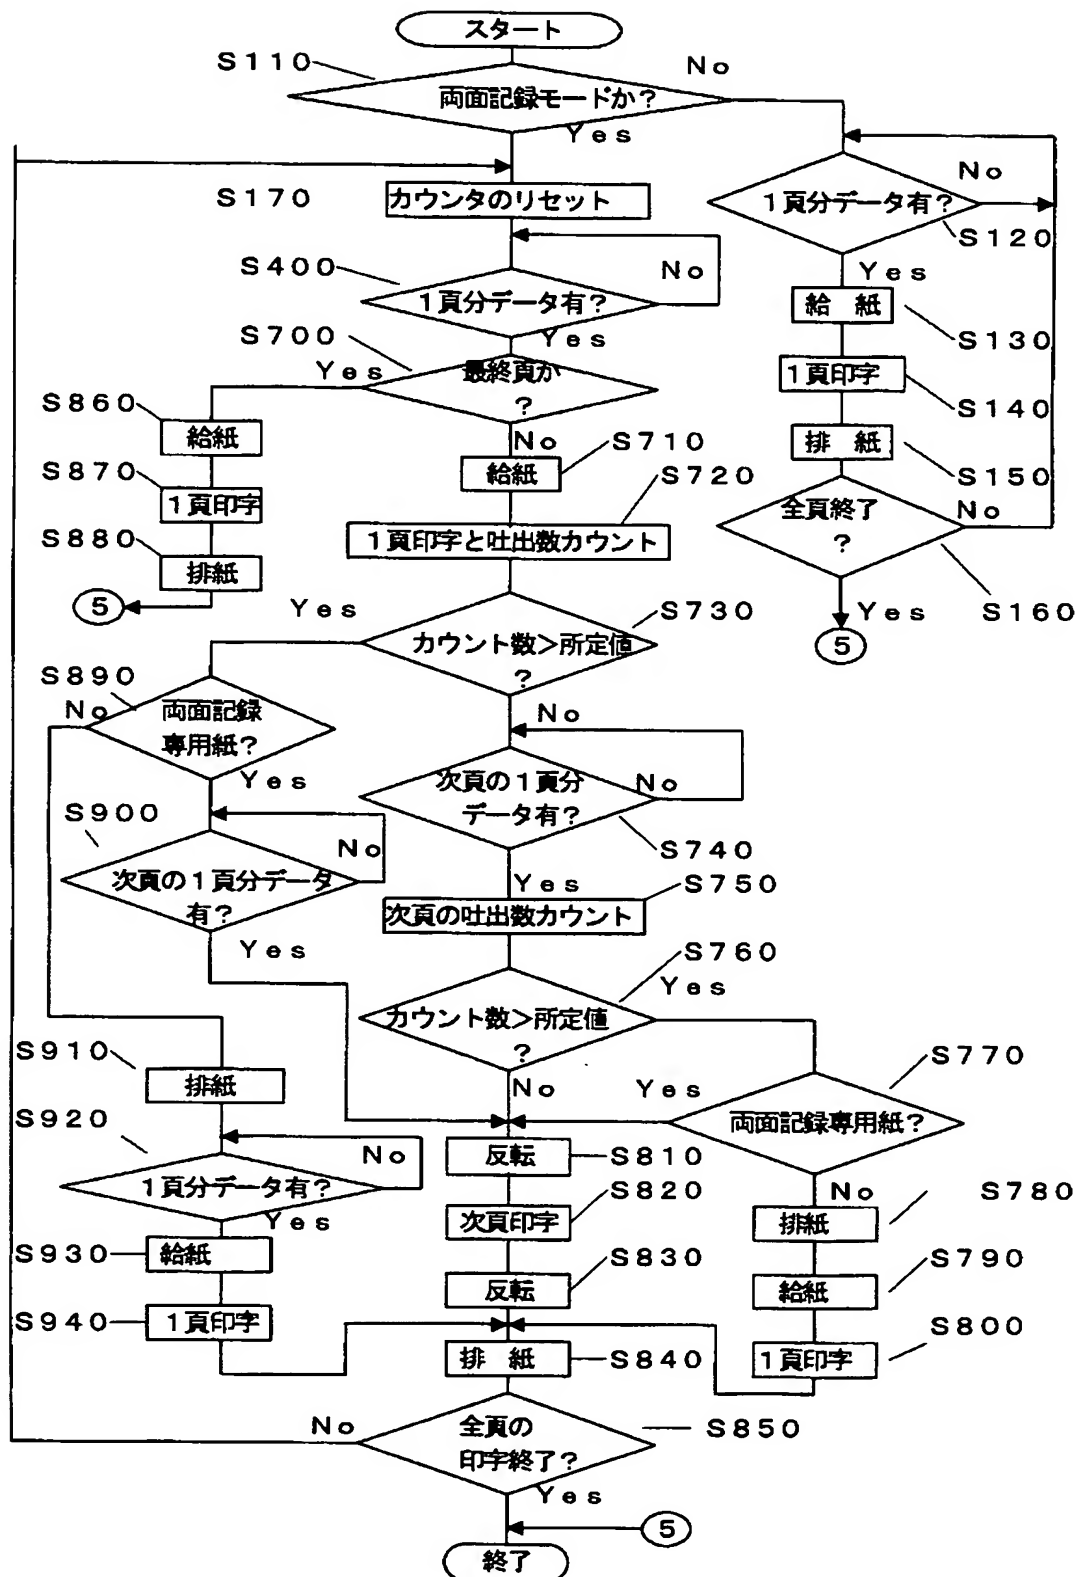 スタート
S110
両面記録モードか?
No
Yes
S170
カウンタのリセット
No
1頁分データ有?
S120
S400
No
1頁分データ有?
Yes
給 紙
S130
S700
Yes
Yes
最終頁か
?
1頁印字
S140
S860
給紙
No
S710
給紙
排 紙
S150
S870
1頁印字
S720
1頁印字と吐出数カウント
全頁終了
?
No
S880
排紙
5
Yes
S730
Yes
S160
5
カウント数>所定値
?
S890
No
両面記録
専用紙?
No
Yes
次頁の1頁分
データ有?
No
S900
No
S740
次頁の1頁分データ
有?
Yes
S750
次頁の吐出数カウント
Yes
S760
Yes
カウント数>所定値
?
S910
排紙
No
Yes
S770
両面記録専用紙?
S920
No
1頁分データ有?
反転
S810
No
S780
排紙
Yes
S820
次頁印字
S930
給紙
S830
反転
S790
給紙
S940
1頁印字
S800
1頁印字
排 紙
S840
No
全頁の
印字終了?
S850
Yes
5
終了